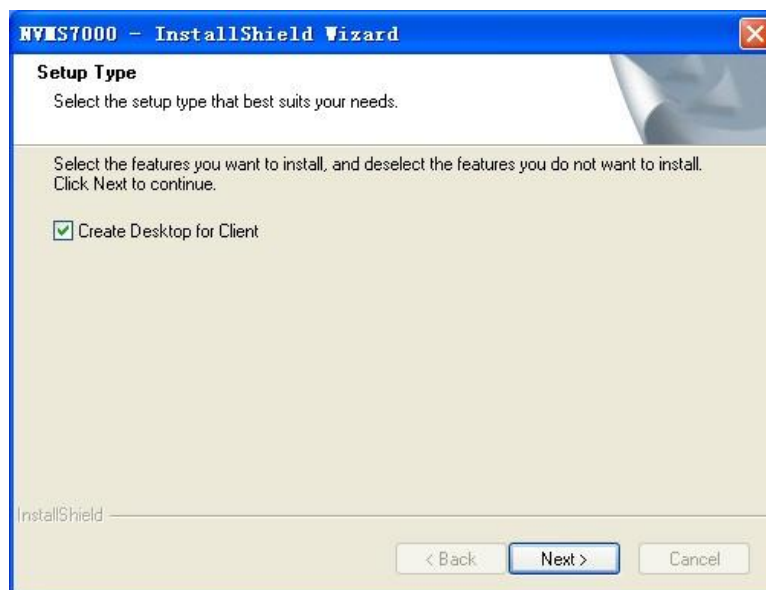 NVMS7000 - InstallShield Wizard
Setup Type
Select the setup type that best suits your needs.
Select the features you want to install, and deselect the features you do not want to install.
Click Next to continue.
Create Desktop for Client
InstallShield
< Back Next > Cancel